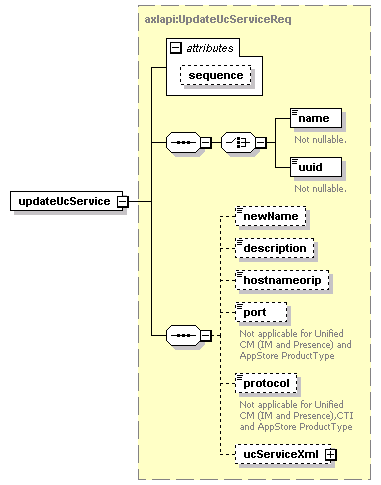 axlapi:UpdateUcServiceReq
attributes
sequence
name
Not nullable.
uuid
Not nullable.
updateUcService
newName
description
hostnameorip
port
Not applicable for Unified
CM (IM and Presence) and
AppStore ProductType
protocol
Not applicable for Unified
CM (IM and Presence),CTI
and AppStore ProductType
ucServiceXml